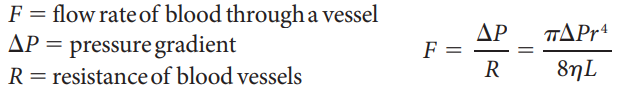 F = flow rate of blood through a vessel
ΔP = pressure gradient
R = resistance of blood vessels
F = ΔP/R = πΔPr⁴/8ηL